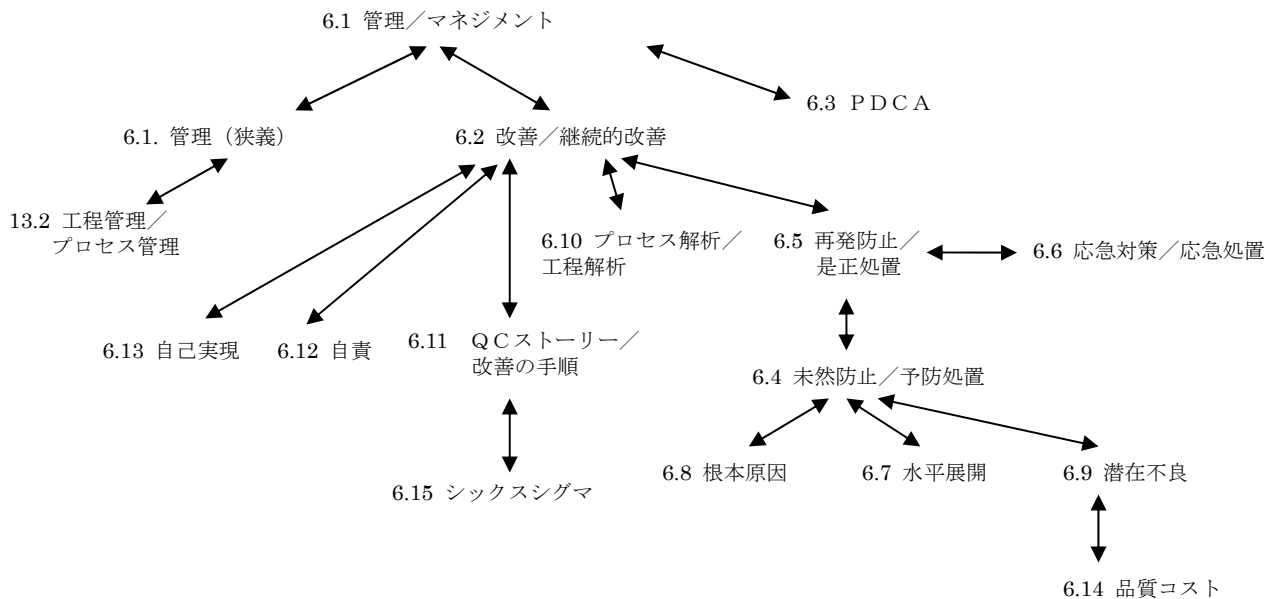 6.1 管理／マネジメント
6.3 ＰＤＣＡ
6.1. 管理（狭義）
6.2 改善／継続的改善
13.2 工程管理／
プロセス管理
6.10 プロセス解析／
工程解析
6.5 再発防止／
是正処置
6.6 応急対策／応急処置
6.13 自己実現
6.12 自責
6.11 ＱＣストーリー／
改善の手順
6.4 未然防止／予防処置
6.8 根本原因
6.7 水平展開
6.9 潜在不良
6.15 シックスシグマ
6.14 品質コスト